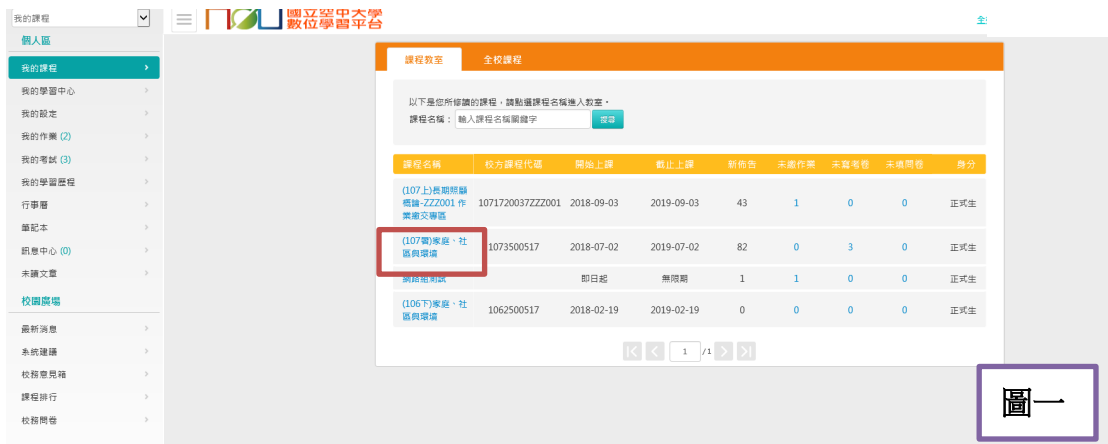 我的課程
國立空中大學
數位學習平台
個人區
我的課程
我的學習中心
我的設定
我的作業 (2)
我的考試 (3)
我的學習歷程
行事曆
筆記本
訊息中心 (0)
未讀文章
校園廣場
最新消息
系統建議
校務意見箱
課程排行
校務問卷
課程教室 全校課程
以下是您所修讀的課程，請點選課程名稱進入教室。
課程名稱： 輸入課程名稱關鍵字 搜尋
課程名稱 校方課程代碼 開始上課 截止上課 新佈告 未繳作業 未寫考卷 未填問卷 身分
(107上)長期照顧
概論-ZZZ001 作 1071720037ZZZ001 2018-09-03 2019-09-03 43 1 0 0 正式生
業繳交專區
(107暑)家庭、社
區與環境 1073500517 2018-07-02 2019-07-02 82 0 3 0 正式生
網路組測試 即日起 無限期 1 1 0 0 正式生
(106下)家庭、社
區與環境 1062500517 2018-02-19 2019-02-19 0 0 0 0 正式生
1 /1
圖一